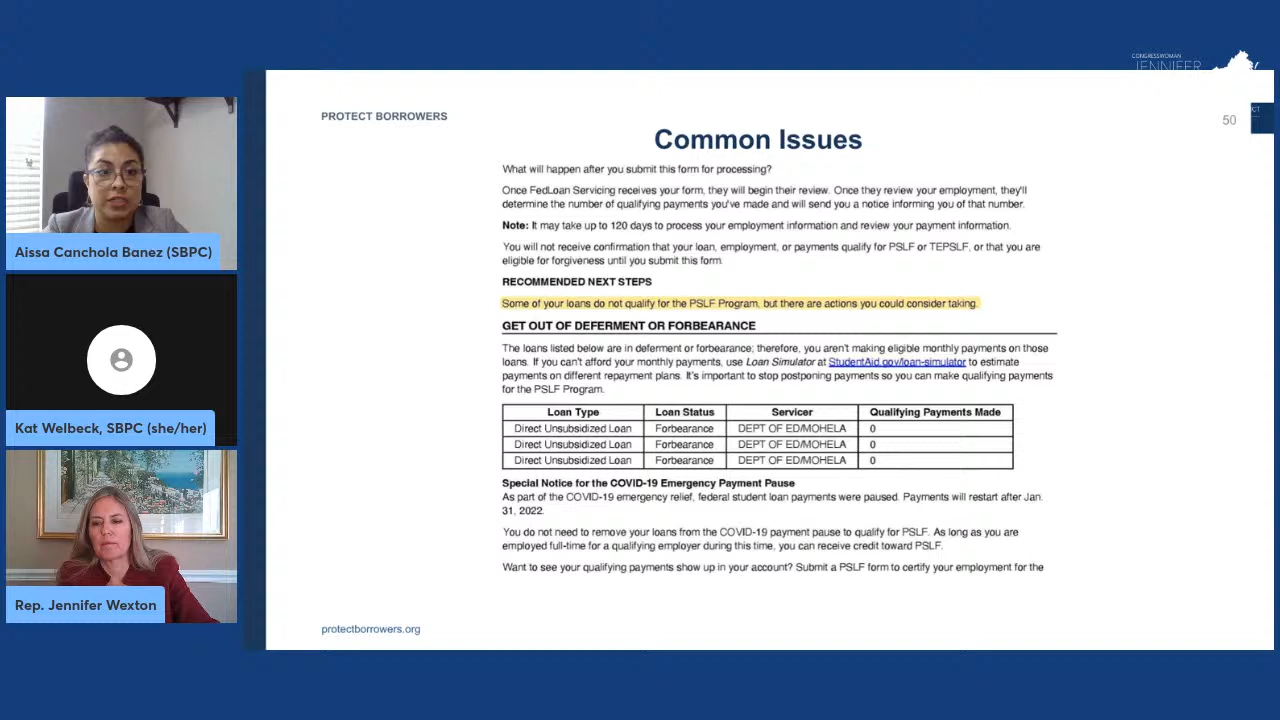 CONGRESSWOMAN
JENNIFER
PROTECT BORROWERS
50
Common Issues
What will happen after you submit this form for processing?
Once FedLoan Servicing receives your form, they will begin their review. Once they review your employment, they'll
determine the number of qualifying payments you've made and will send you a notice informing you of that number.
Note: It may take up to 120 days to process your employment information and review your payment information.
You will not receive confirmation that your loan, employment, or payments qualify for PSLF or TEPSLF, or that you are
eligible for forgiveness until you submit this form.
RECOMMENDED NEXT STEPS
Some of your loans do not qualify for the PSLF Program, but there are actions you could consider taking.
GET OUT OF DEFERMENT OR FORBEARANCE
The loans listed below are in deferment or forbearance; therefore, you aren't making eligible monthly payments on those
loans. If you can't afford your monthly payments, use Loan Simulator at StudentAid.gov/loan-simulator to estimate
payments on different repayment plans. It's important to stop postponing payments so you can make qualifying payments
for the PSLF Program.
Loan Type Loan Status Servicer Qualifying Payments Made
Direct Unsubsidized Loan Forbearance DEPT OF ED/MOHELA 0
Direct Unsubsidized Loan Forbearance DEPT OF ED/MOHELA 0
Direct Unsubsidized Loan Forbearance DEPT OF ED/MOHELA 0
Special Notice for the COVID-19 Emergency Payment Pause
As part of the COVID-19 emergency relief, federal student loan payments were paused. Payments will restart after Jan.
31, 2022.
You do not need to remove your loans from the COVID-19 payment pause to qualify for PSLF. As long as you are
employed full-time for a qualifying employer during this time, you can receive credit toward PSLF.
Want to see your qualifying payments show up in your account? Submit a PSLF form to certify your employment for the
protectborrowers.org
Aissa Canchola Banez (SBPC)
Kat Welbeck, SBPC (she/her)
Rep. Jennifer Wexton